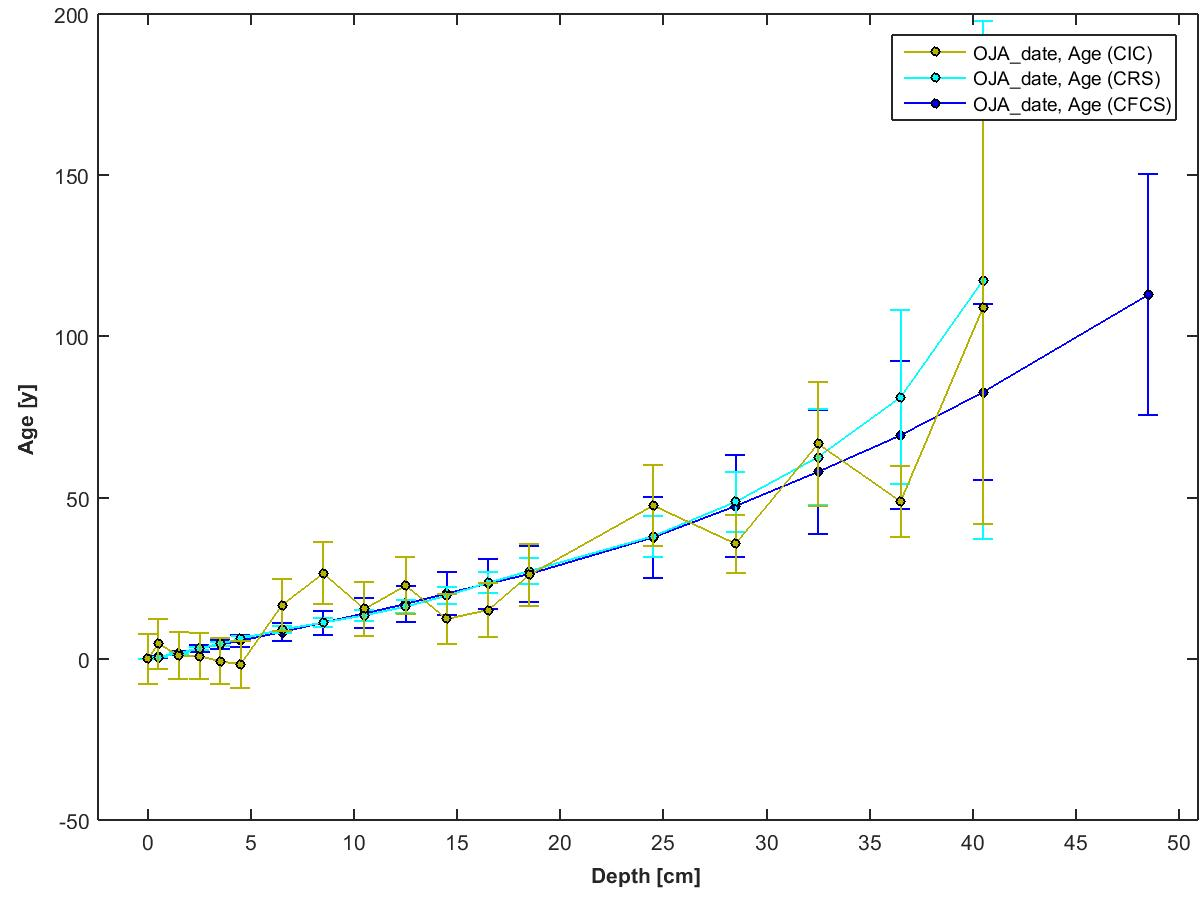 200
150
100
50
0
-50
Age [y]
OJA_date, Age (CIC)
OJA_date, Age (CRS)
OJA_date, Age (CFCS)
0 5 10 15 20 25 30 35 40 45 50
Depth [cm]